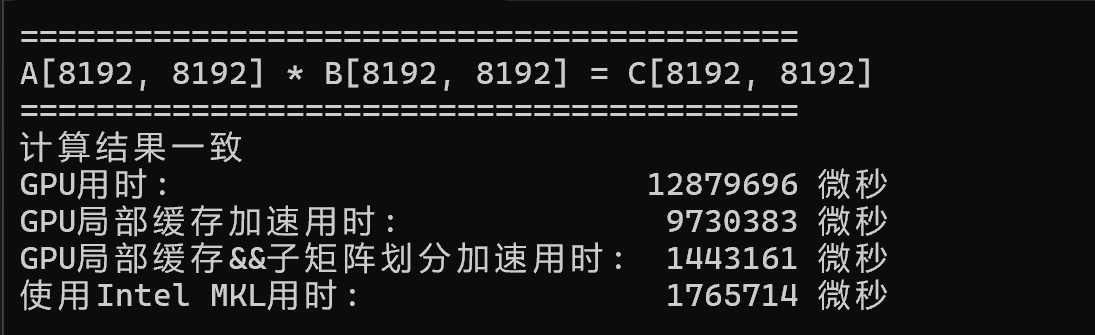 =========================================
A[8192, 8192] * B[8192, 8192] = C[8192, 8192]
=========================================
计算结果一致
GPU用时: 12879696 微秒
GPU局部缓存加速用时: 9730383 微秒
GPU局部缓存&&子矩阵划分加速用时: 1443161 微秒
使用Intel MKL用时: 1765714 微秒